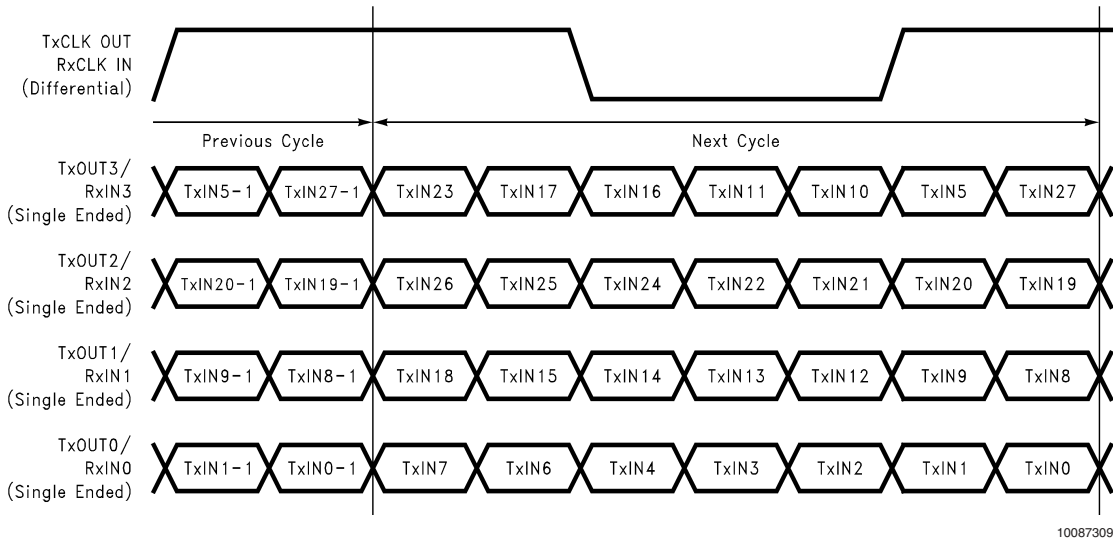 TxCLK OUT
RxCLK IN
(Differential)
Previous Cycle
Next Cycle
TxOUT3/
RxIN3
(Single Ended)
TxIN5-1 TxIN27-1 TxIN23 TxIN17 TxIN16 TxIN11 TxIN10 TxIN5 TxIN27
TxOUT2/
RxIN2
(Single Ended)
TxIN20-1 TxIN19-1 TxIN26 TxIN25 TxIN24 TxIN22 TxIN21 TxIN20 TxIN19
TxOUT1/
RxIN1
(Single Ended)
TxIN9-1 TxIN8-1 TxIN18 TxIN15 TxIN14 TxIN13 TxIN12 TxIN9 TxIN8
TxOUT0/
RxIN0
(Single Ended)
TxIN1-1 TxIN0-1 TxIN7 TxIN6 TxIN4 TxIN3 TxIN2 TxIN1 TxIN0
10087309